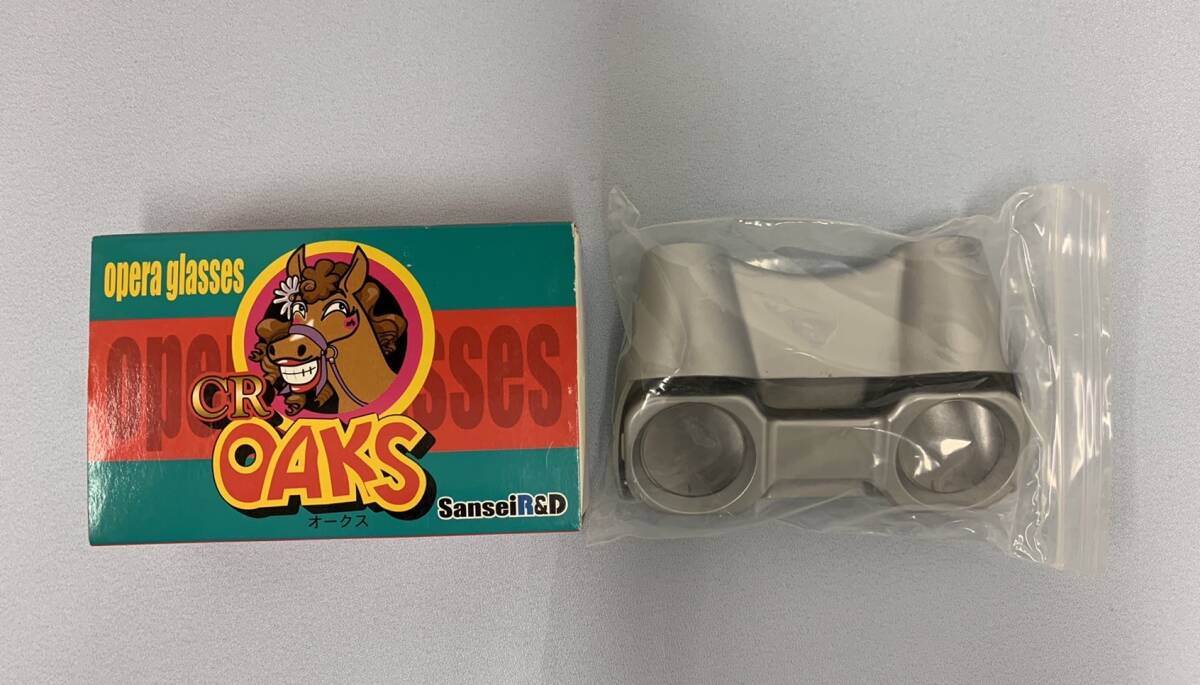 opera glasses
opera glasses
CR
OAKS
オークス
SanseiR&D